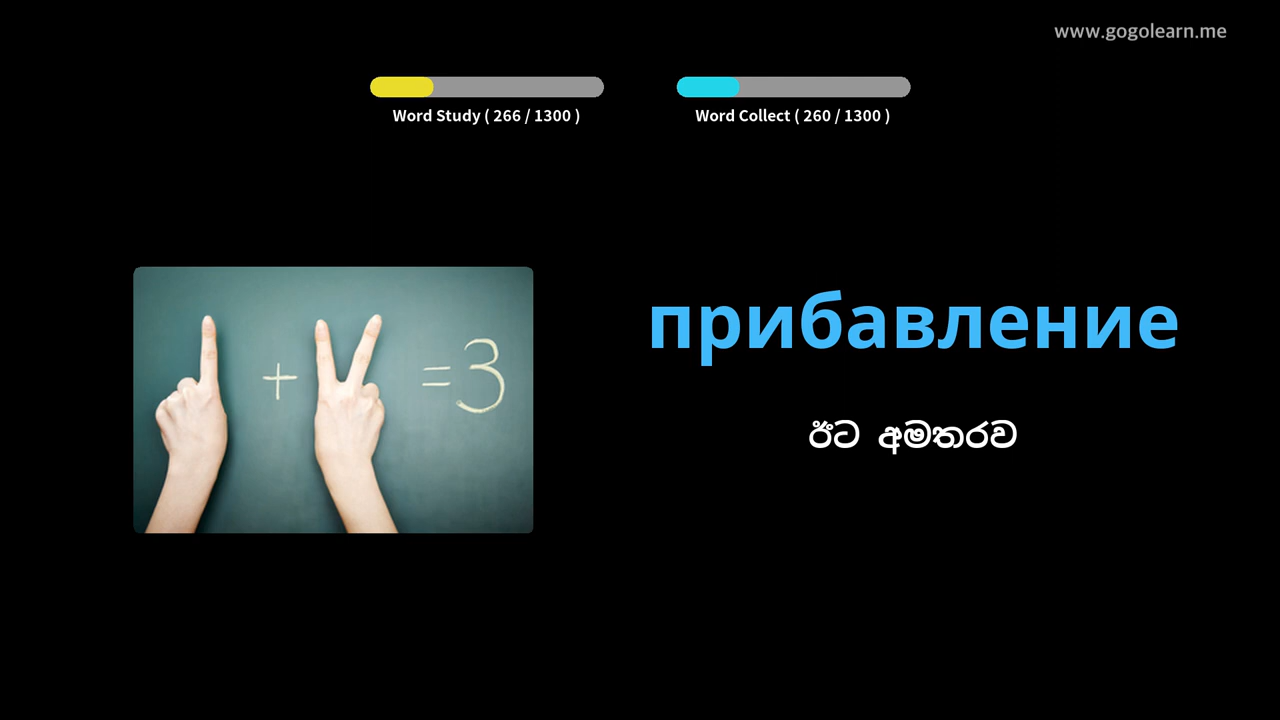 www.gogolearn.me
Word Study ( 266 / 1300 )
Word Collect ( 260 / 1300 )
+ = 3
прибавление
ඊට අමතරව